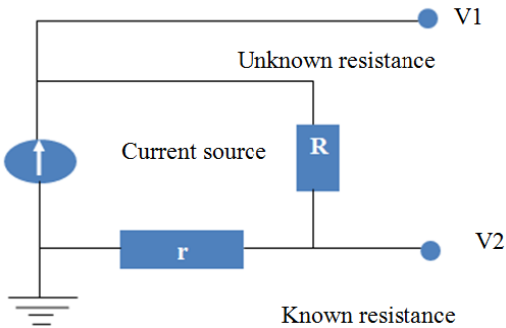 V1
Unknown resistance
Current source
R
r
V2
Known resistance